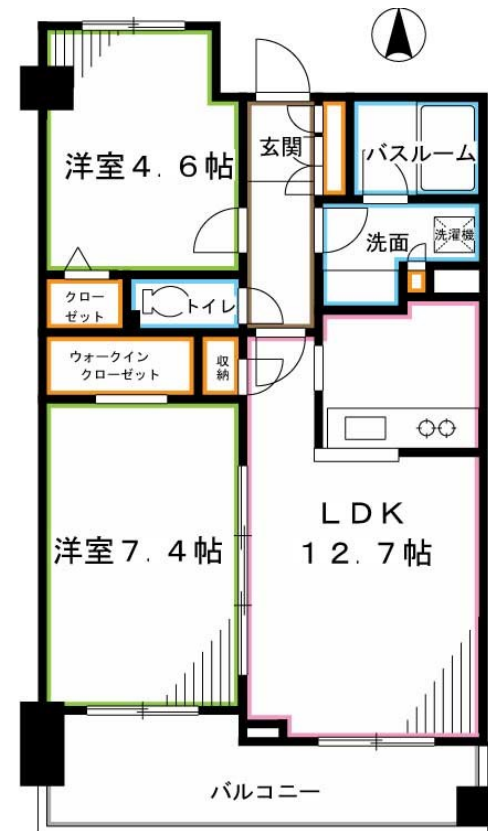 玄関
バスルーム
洋室4.6帖
洗面
洗濯機
クロー
ゼット
トイレ
ウォークイン
クローゼット
収
納
LDK
12.7帖
洋室7.4帖
バルコニー